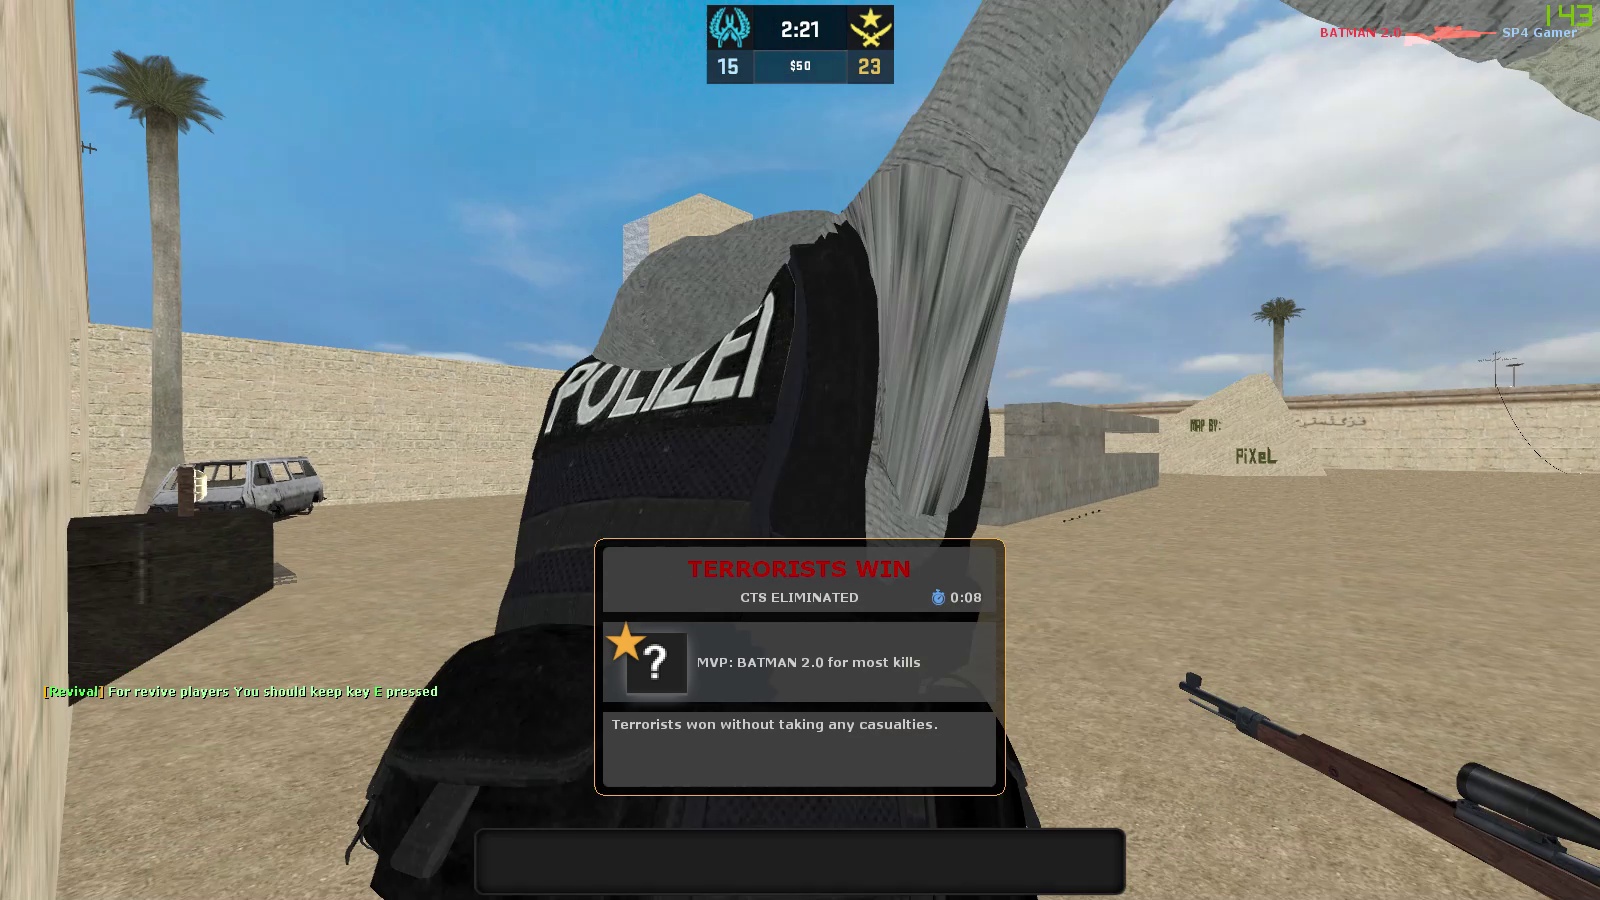 143
2:21
15
$50
23
BATMAN 2.0
SP4 Gamer
POLIZEI
MAP BY:
PiXeL
TERRORISTS WIN
CTS ELIMINATED
0:08
?
MVP: BATMAN 2.0 for most kills
[Revival] For revive players You should keep key E pressed
Terrorists won without taking any casualties.